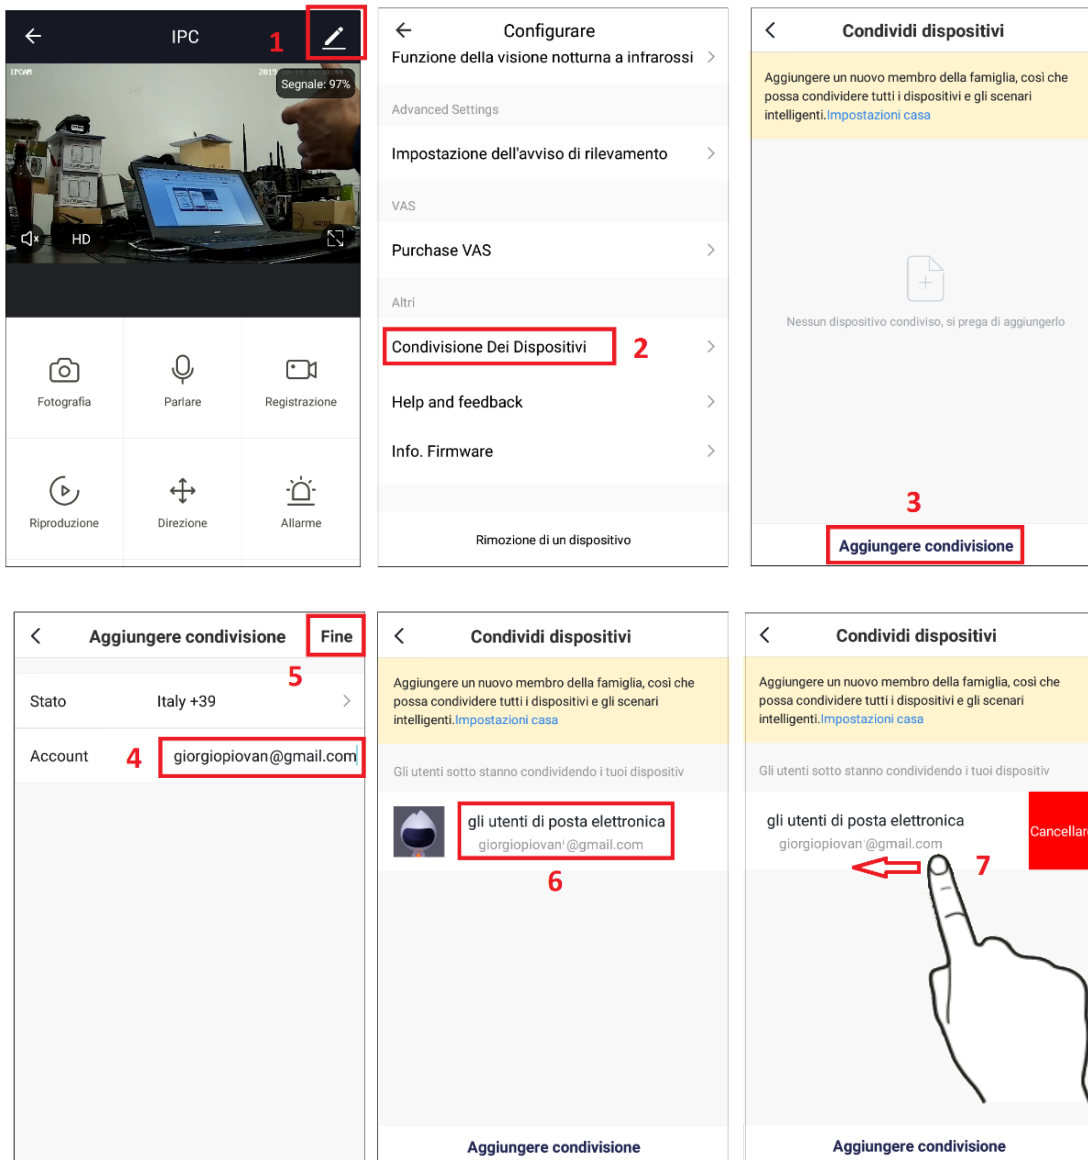 IPC
1
IPCAM
Segnale: 97%
HD
Fotografia
Parlare
Registrazione
Riproduzione
Direzione
Allarme
Configurare
Funzione della visione notturna a infrarossi
Advanced Settings
Impostazione dell'avviso di rilevamento
VAS
Purchase VAS
Altri
Condivisione Dei Dispositivi
2
Help and feedback
Info. Firmware
Rimozione di un dispositivo
Condividi dispositivi
Aggiungere un nuovo membro della famiglia, così che
possa condividere tutti i dispositivi e gli scenari
intelligenti.Impostazioni casa
Nessun dispositivo condiviso, si prega di aggiungerlo
3
Aggiungere condivisione
Aggiungere condivisione
Fine
5
Stato
Italy +39
Account
4
giorgiopiovan@gmail.com
Condividi dispositivi
Aggiungere un nuovo membro della famiglia, così che
possa condividere tutti i dispositivi e gli scenari
intelligenti.Impostazioni casa
Gli utenti sotto stanno condividendo i tuoi dispositiv
gli utenti di posta elettronica
giorgiopiovan@gmail.com
6
Aggiungere condivisione
Condividi dispositivi
Aggiungere un nuovo membro della famiglia, così che
possa condividere tutti i dispositivi e gli scenari
intelligenti.Impostazioni casa
Gli utenti sotto stanno condividendo i tuoi dispositiv
gli utenti di posta elettronica
giorgiopiovan@gmail.com
Cancellare
7
Aggiungere condivisione